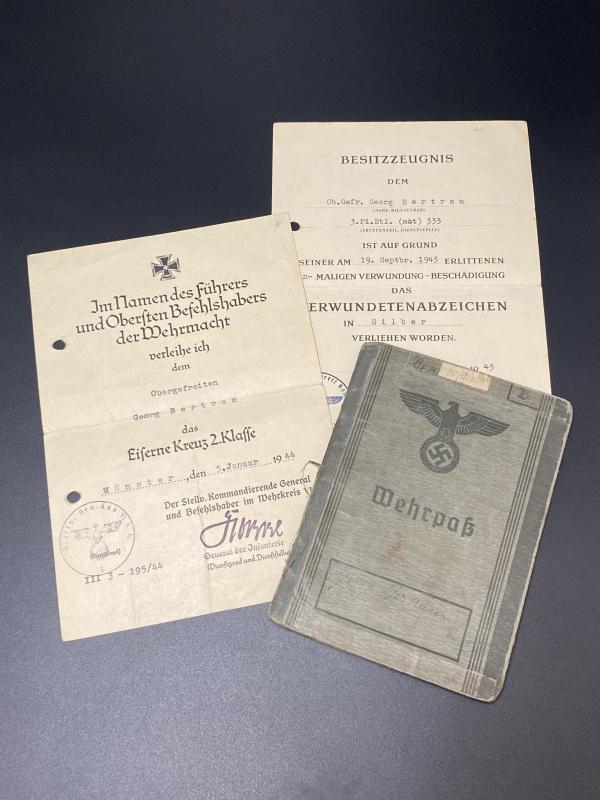 Im Namen des Führers
und Obersten Befehlshabers
der Wehrmacht
verleihe ich
dem
Obergefreiten
Georg Bertram
das
Eiserne Kreuz 2.Klasse
Münster, den 5. Januar 1944
Der Stellv. Kommandierende General
und Befehlshaber im Wehrkreis
General der Infanterie
(Dienstgrad und Dienststellung)
(Dienstsiegel)
III 3 - 195/44
BESITZZEUGNIS
DEM
Ob.Gefr. Georg Bertram
(NAME, DIENSTGRAD)
3.Pi.Btl. (mot) 333
(TRUPPENTEIL, DIENSTSTELLE)
IST AUF GRUND
SEINER AM 19. Septbr. 1943 ERLITTENEN
MALIGEN VERWUNDUNG-BESCHÄDIGUNG
DAS
VERWUNDETENABZEICHEN
IN Silber
VERLIEHEN WORDEN.
43
Wehrpaß